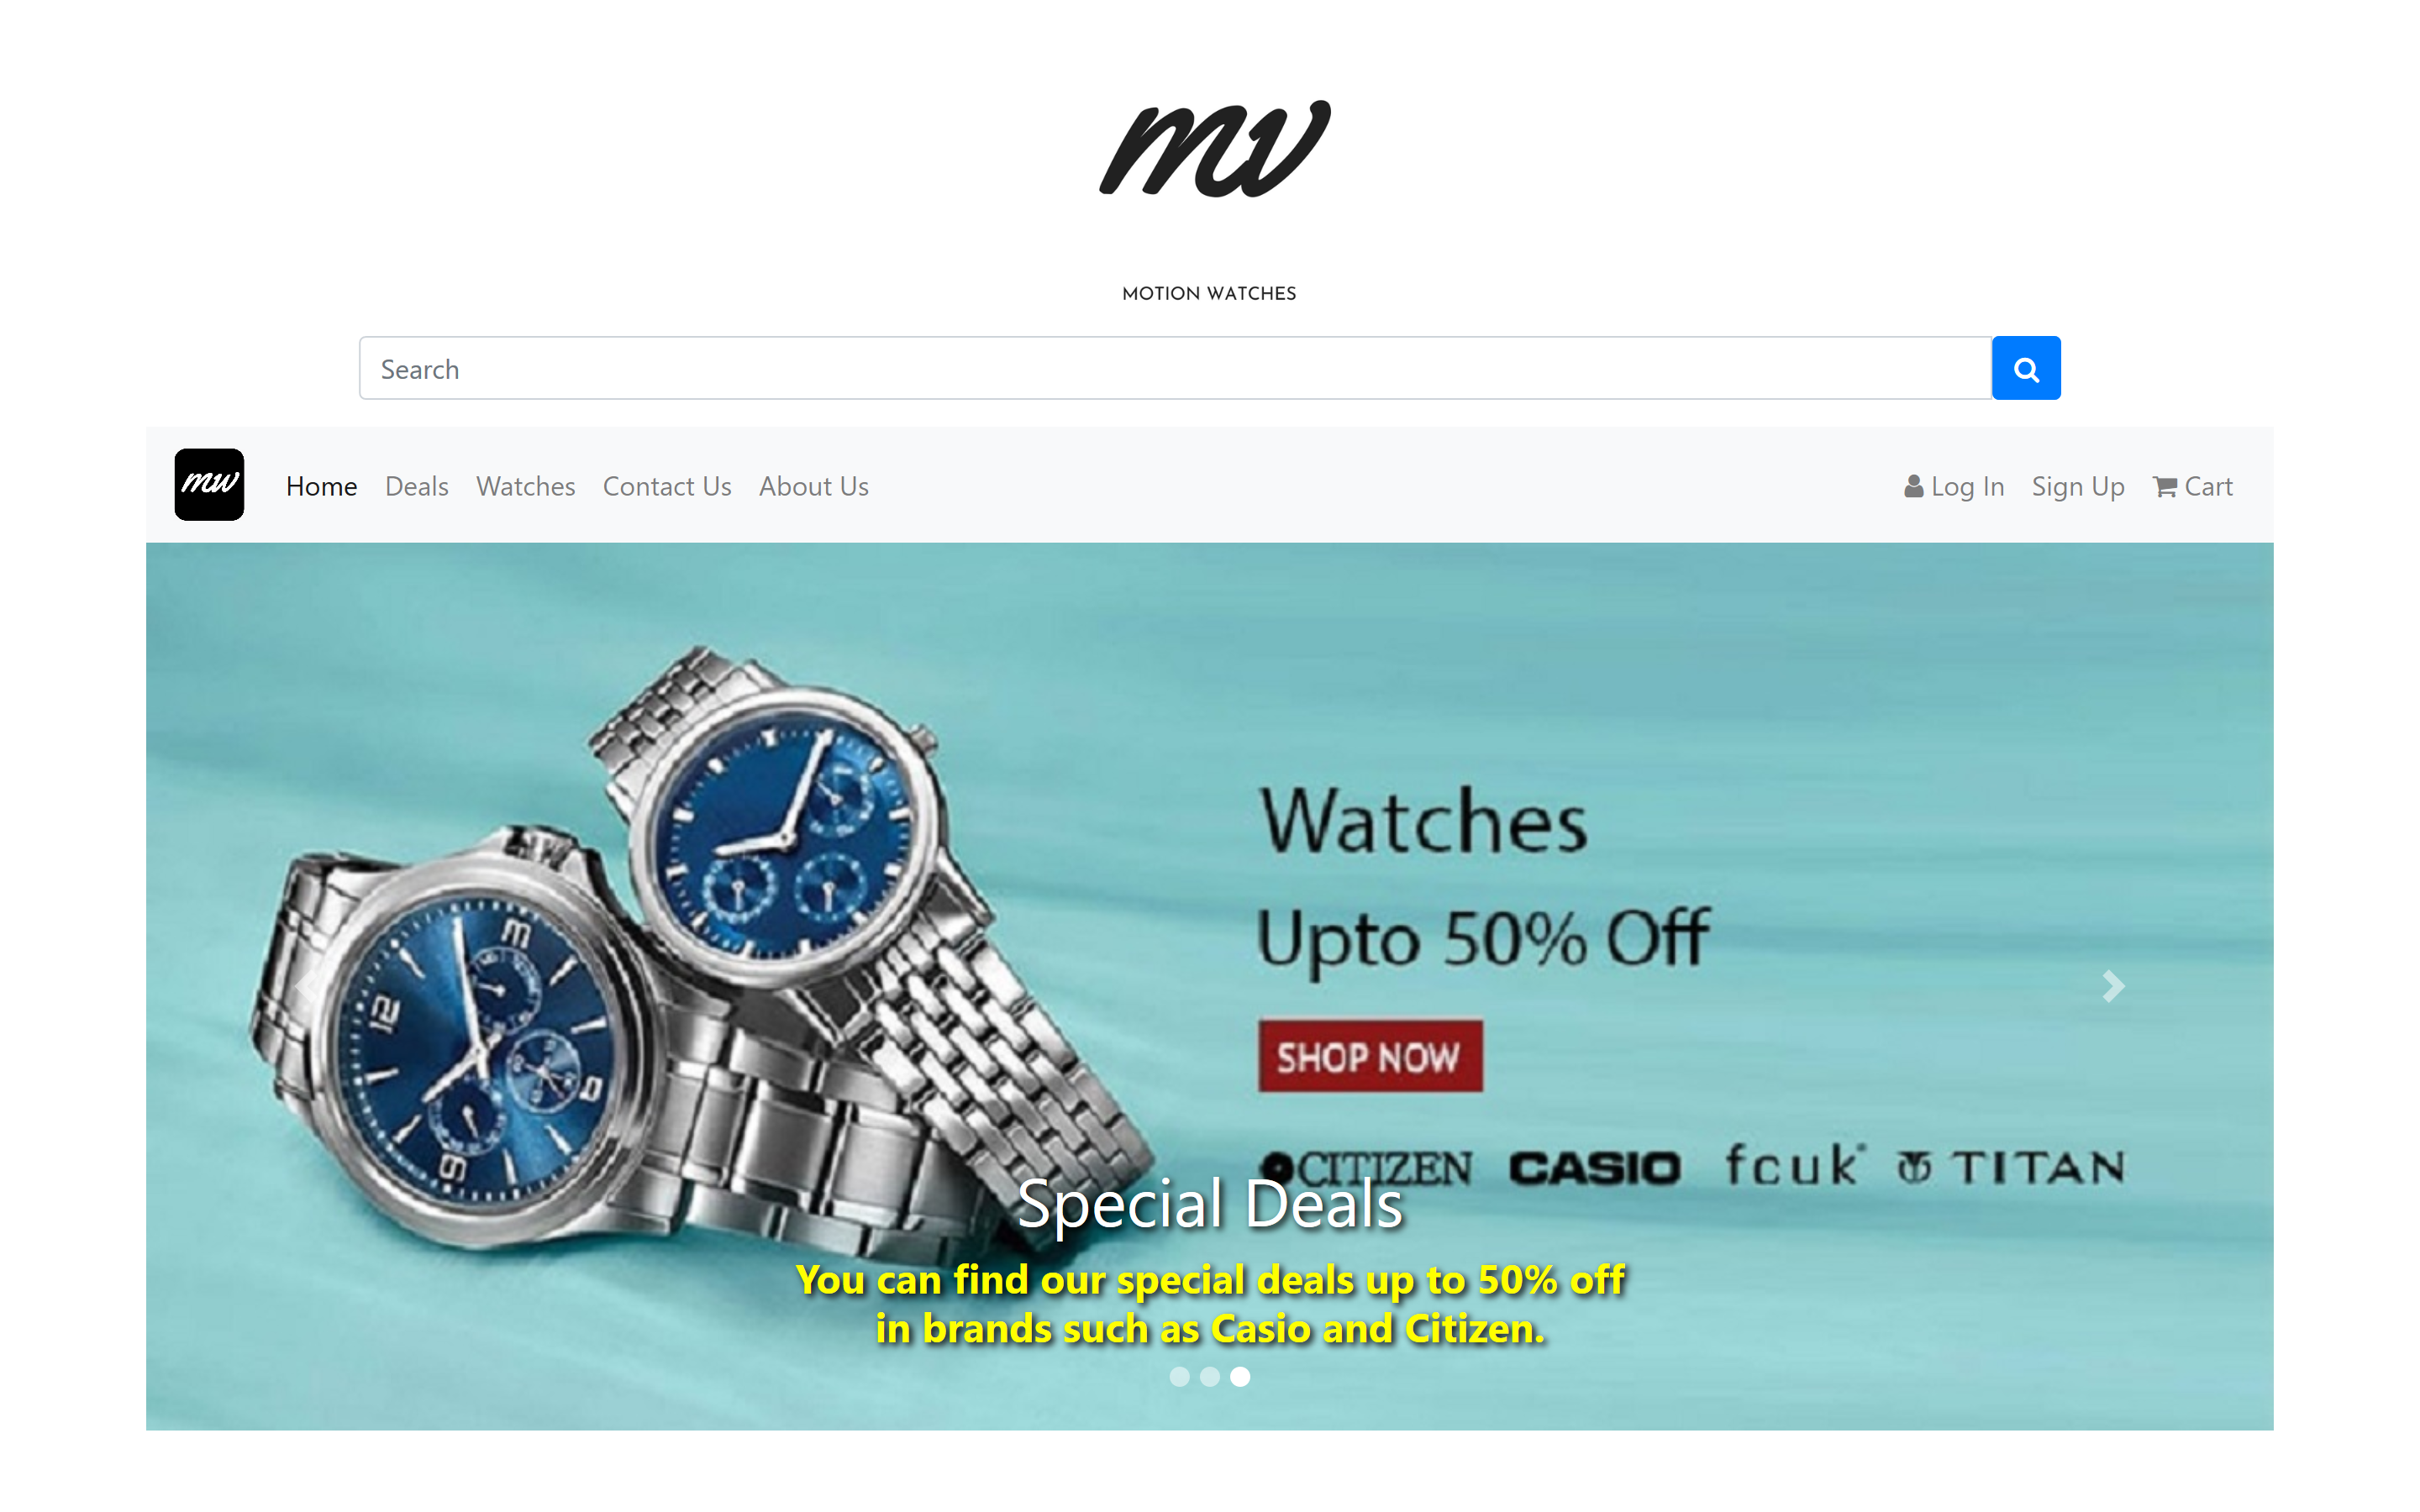 mw
MOTION WATCHES
Search
mw Home Deals Watches Contact Us About Us Log In Sign Up Cart
Watches
Upto 50% Off
SHOP NOW
CITIZEN CASIO fcuk TITAN
Special Deals
You can find our special deals up to 50% off
in brands such as Casio and Citizen.